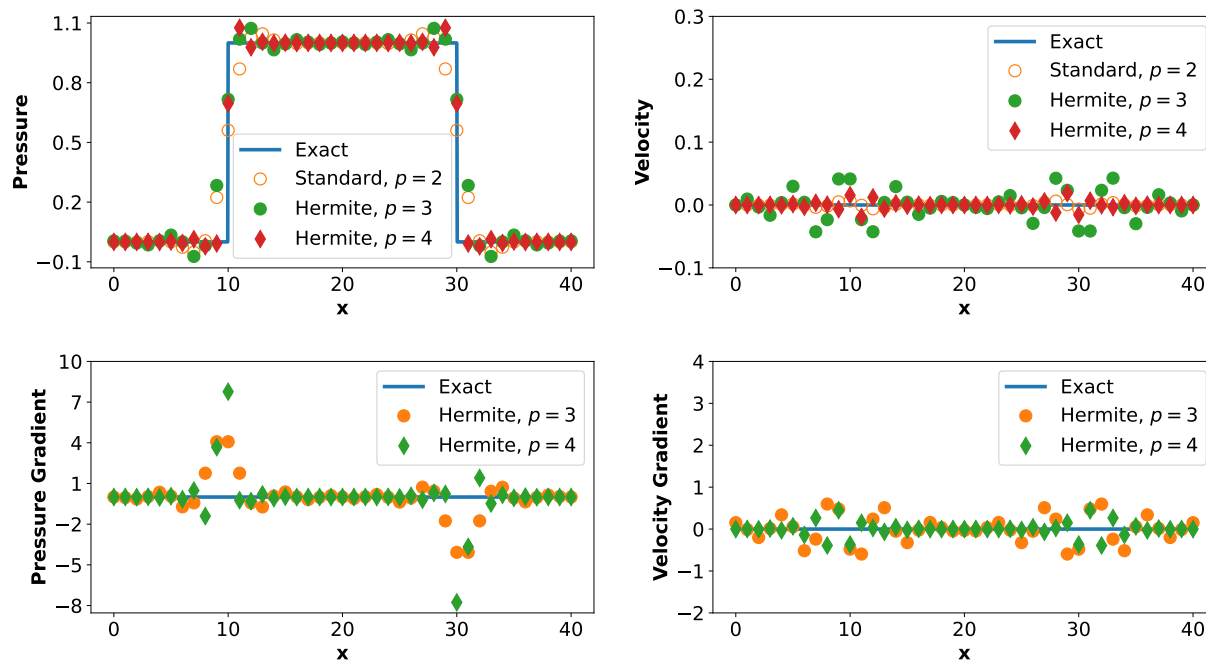 1.1
0.8
0.5
0.2
−0.1
Pressure
Exact
Standard, p = 2
Hermite, p = 3
Hermite, p = 4
0 10 20 30 40
x
0.3
0.2
0.1
0.0
−0.1
Velocity
Exact
Standard, p = 2
Hermite, p = 3
Hermite, p = 4
0 10 20 30 40
x
10
7
4
1
−2
−5
−8
Pressure Gradient
Exact
Hermite, p = 3
Hermite, p = 4
0 10 20 30 40
x
4
3
2
1
0
−1
−2
Velocity Gradient
Exact
Hermite, p = 3
Hermite, p = 4
0 10 20 30 40
x